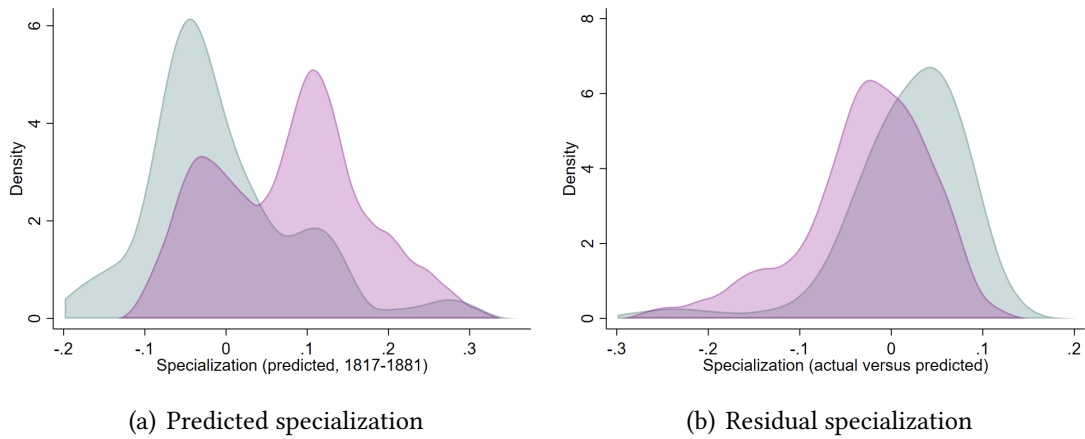 6
4
2
0
Density
-.2 -.1 0 .1 .2 .3
Specialization (predicted, 1817-1881)
(a) Predicted specialization
8
6
4
2
0
Density
-.3 -.2 -.1 0 .1 .2
Specialization (actual versus predicted)
(b) Residual specialization